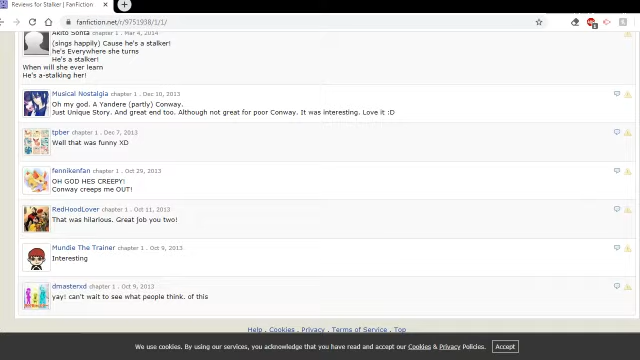 Reviews for Stalker | FanFiction
fanfiction.net/r/9751938/1/1/
Akito Sohta chapter 1 . Mar 4, 2014
(sings happily) Cause he's a stalker!
he's Everywhere she turns
He's a stalker!
When will she ever learn
He's a-stalking her!
Musical Nostalgia chapter 1 . Dec 10, 2013
Oh my god. A Yandere (partly) Conway.
Just Unique Story. And great end too. Although not great for poor Conway. It was interesting. Love it :D
tpber chapter 1 . Dec 7, 2013
Well that was funny XD
fennikenfan chapter 1 . Oct 29, 2013
OH GOD HES CREEPY!
Conway creeps me OUT!
RedHoodLover chapter 1 . Oct 11, 2013
That was hilarious. Great job you two!
Mundie The Trainer chapter 1 . Oct 9, 2013
Interesting
dmasterxd chapter 1 . Oct 9, 2013
yay! can't wait to see what people think. of this
Help . Cookies . Privacy . Terms of Service . Top
We use cookies. By using our services, you acknowledge that you have read and accept our Cookies & Privacy Policies. Accept